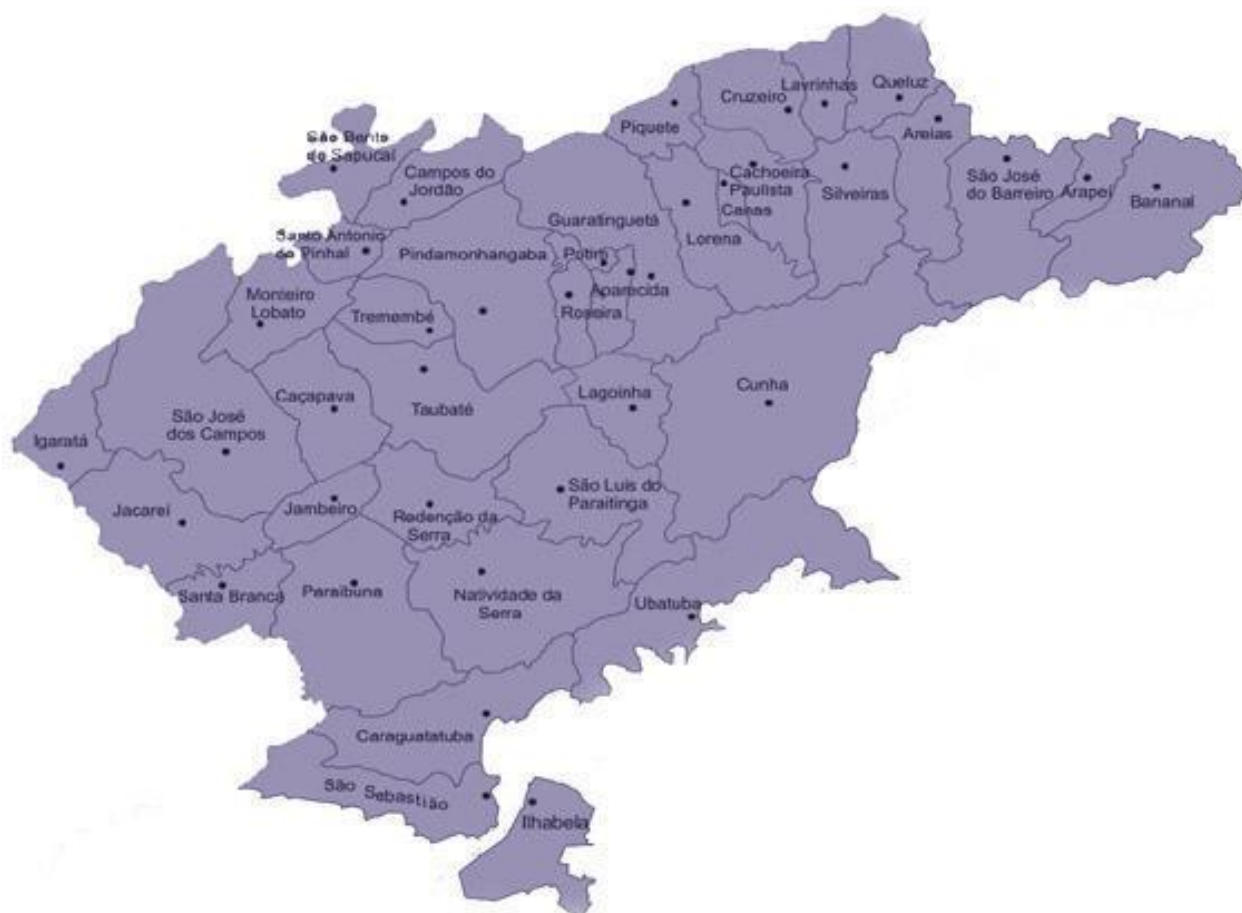 Queluz
Lavrinhas
Cruzeiro
Piquete
Areias
São Bento
do Sapucaí
Campos do
Jordão
Cachoeira
Paulista
Canas
Silveiras
São José
do Barreiro
Arapeí
Bananal
Guaratinguetá
Lorena
Santo Antonio
do Pinhal
Pindamonhangaba
Potim
Aparecida
Roseira
Monteiro
Lobato
Tremembé
Caçapava
Taubaté
Lagoinha
Cunha
São José
dos Campos
Igaratá
Jacareí
Jambeiro
Redenção da
Serra
São Luis do
Paraitinga
Santa Branca
Paraibuna
Natividade da
Serra
Ubatuba
Caraguatatuba
São Sebastião
Ilhabela